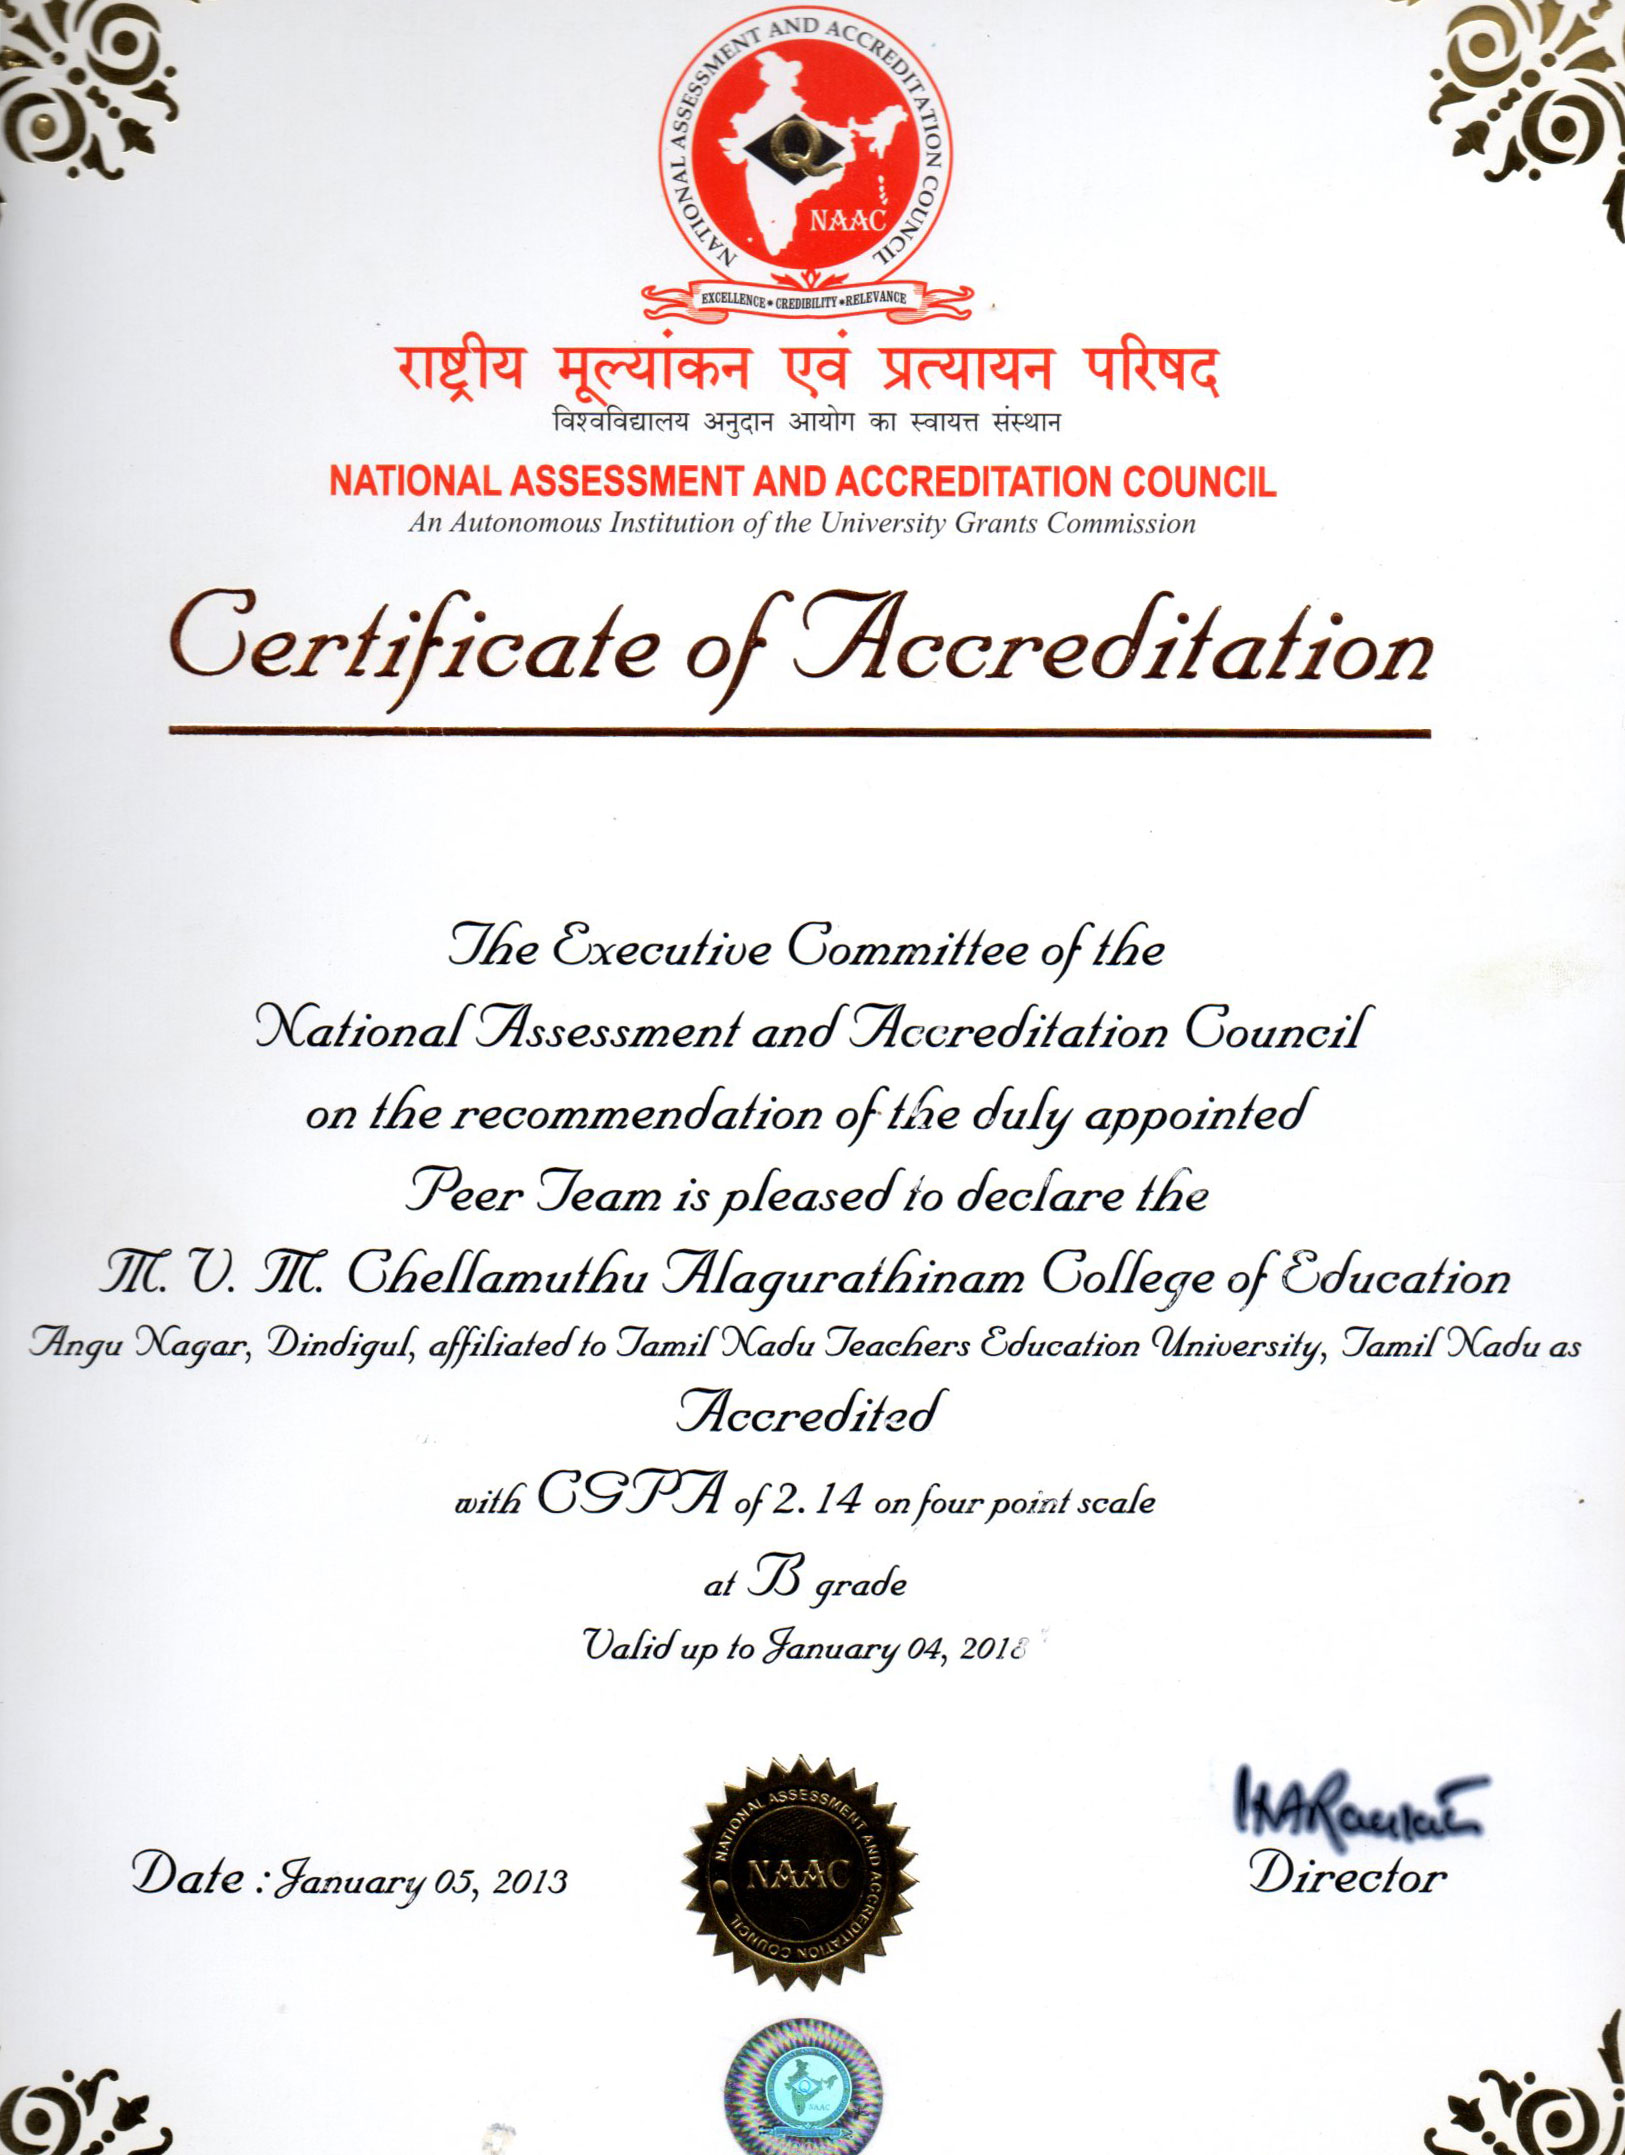 NATIONAL ASSESSMENT AND ACCREDITATION COUNCIL
Q
NAAC
EXCELLENCE * CREDIBILITY * RELEVANCE
राष्ट्रीय मूल्यांकन एवं प्रत्यायन परिषद
विश्वविद्यालय अनुदान आयोग का स्वायत्त संस्थान
NATIONAL ASSESSMENT AND ACCREDITATION COUNCIL
An Autonomous Institution of the University Grants Commission
Certificate of Accreditation
The Executive Committee of the
National Assessment and Accreditation Council
on the recommendation of the duly appointed
Peer Team is pleased to declare the
M. V. M. Chellamuthu Alagurathinam College of Education
Angu Nagar, Dindigul, affiliated to Tamil Nadu Teachers Education University, Tamil Nadu as
Accredited
with CGPA of 2.14 on four point scale
at B grade
Valid up to January 04, 2018
Date : January 05, 2013
NATIONAL ASSESSMENT AND ACCREDITATION COUNCIL
NAAC
Director
Q
NAAC